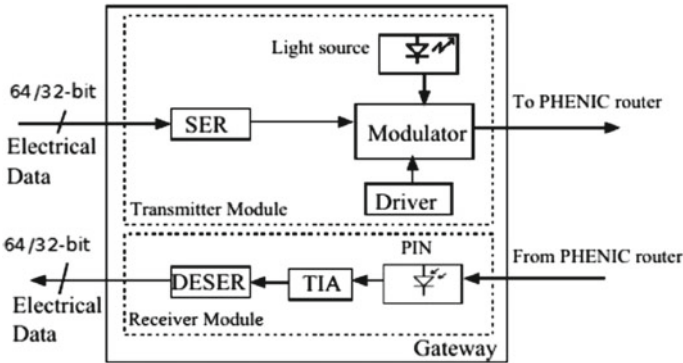 Light source
64/32-bit
To PHENIC router
SER
Modulator
Electrical
Data
Driver
Transmitter Module
64/32-bit
PIN
From PHENIC router
DESER
TIA
Electrical
Data
Receiver Module
Gateway